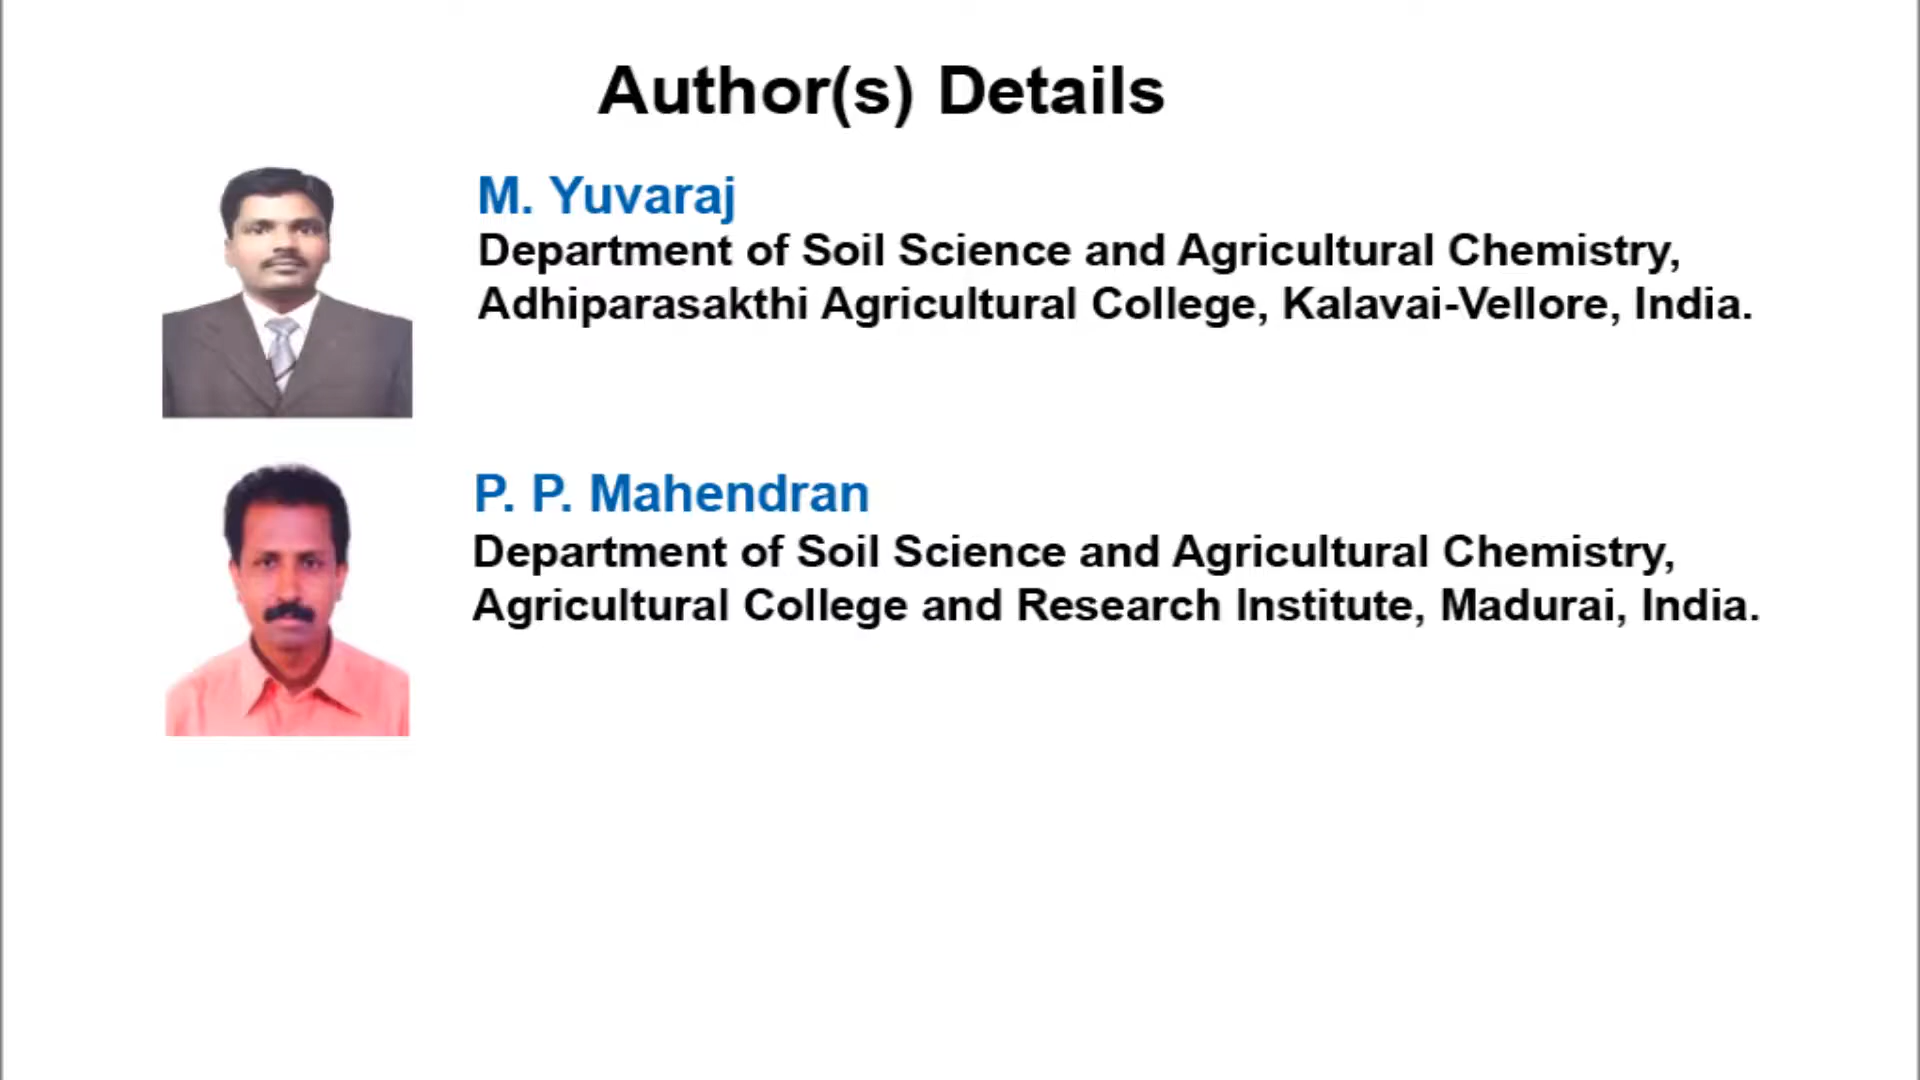 Author(s) Details
M. Yuvaraj
Department of Soil Science and Agricultural Chemistry,
Adhiparasakthi Agricultural College, Kalavai-Vellore, India.
P. P. Mahendran
Department of Soil Science and Agricultural Chemistry,
Agricultural College and Research Institute, Madurai, India.